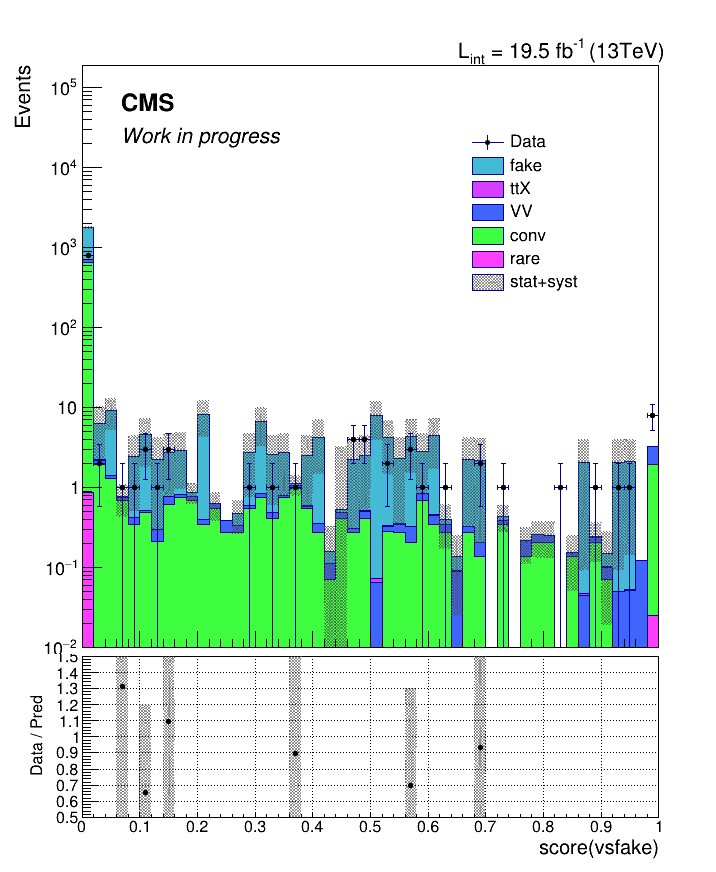 L_int = 19.5 fb^-1 (13TeV)
Events
CMS
Work in progress
Data
fake
ttX
VV
conv
rare
stat+syst
10^5
10^4
10^3
10^2
10
1
10^-1
10^-2
Data / Pred
1.5
1.4
1.3
1.2
1.1
1
0.9
0.8
0.7
0.6
0.5
0 0.1 0.2 0.3 0.4 0.5 0.6 0.7 0.8 0.9 1
score(vsfake)